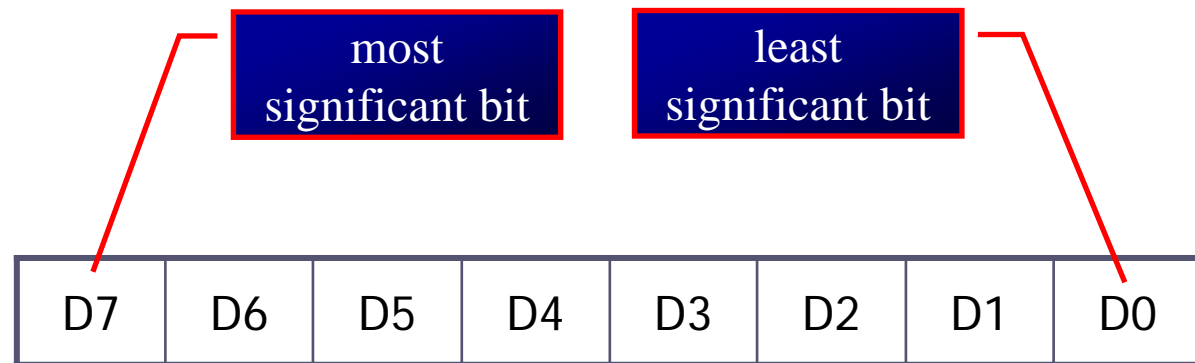 most
significant bit
least
significant bit
D7 D6 D5 D4 D3 D2 D1 D0